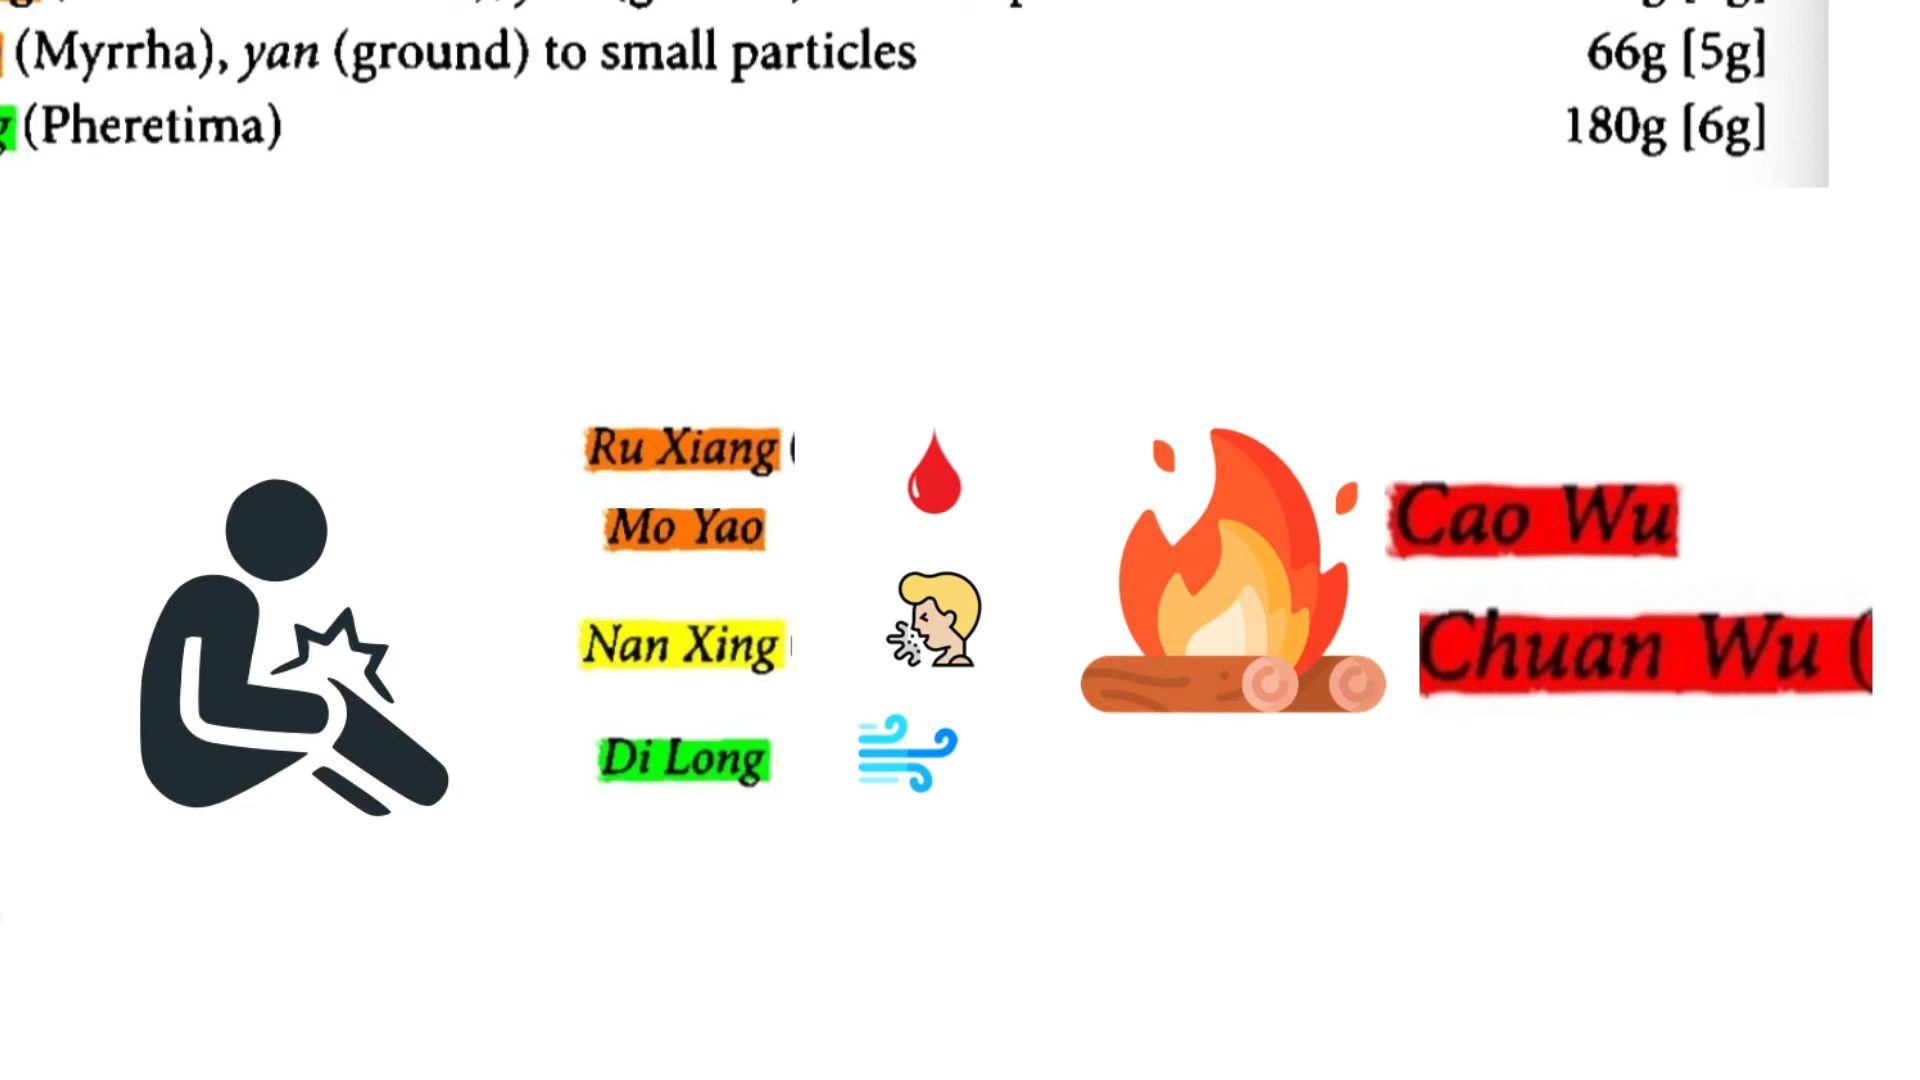 (Myrrha), yan (ground) to small particles 66g [5g]
(Pheretima) 180g [6g]
Ru Xiang (
Mo Yao
Nan Xing
Di Long
Cao Wu
Chuan Wu (